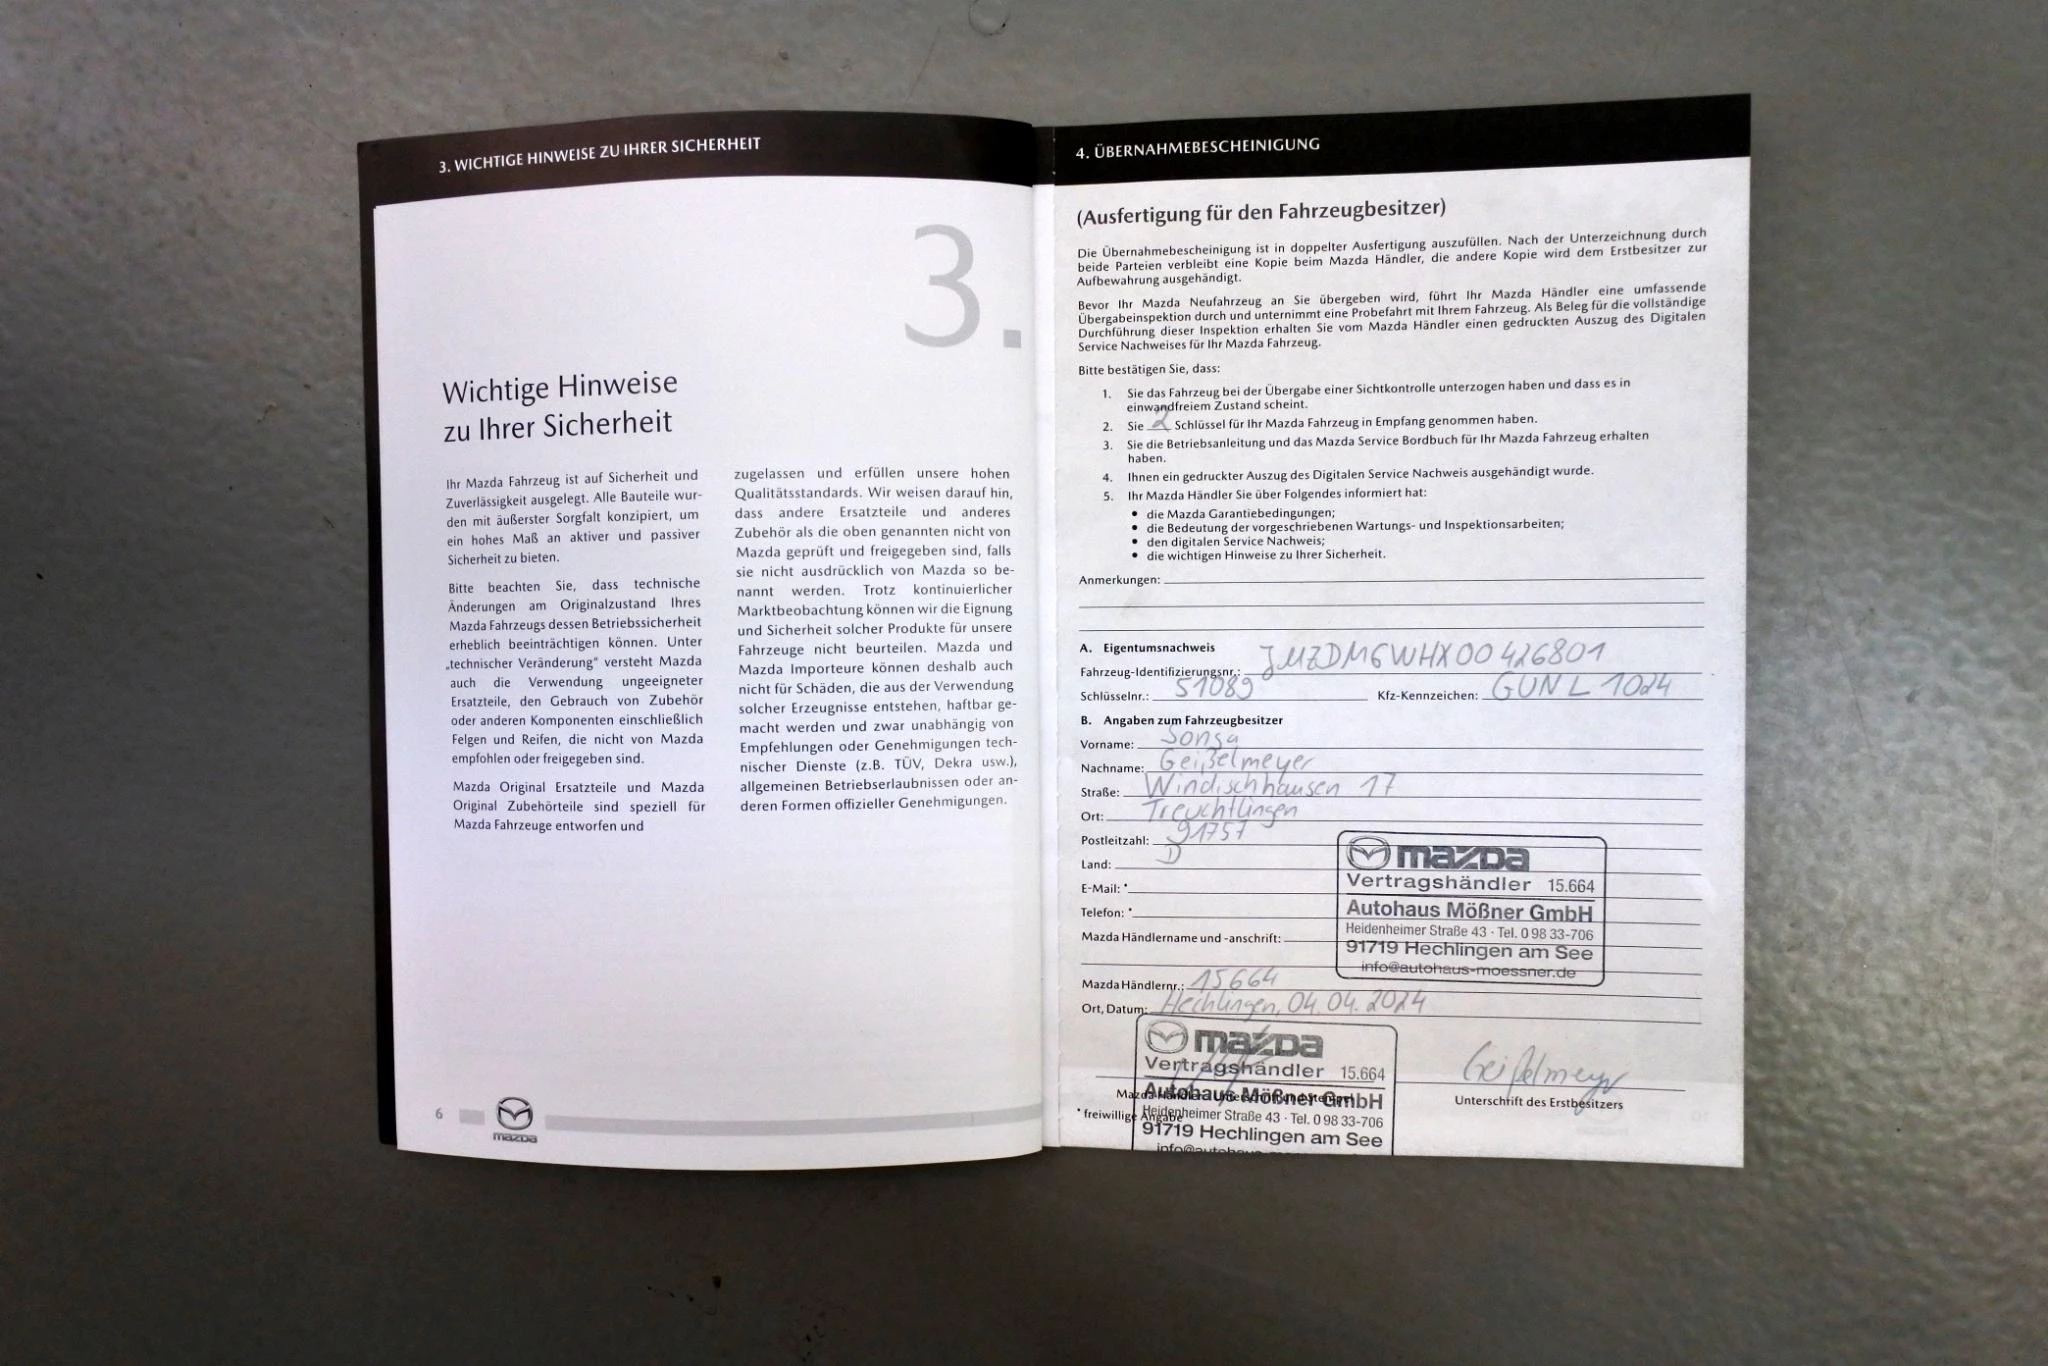 3. WICHTIGE HINWEISE ZU IHRER SICHERHEIT
3.
Wichtige Hinweise
zu Ihrer Sicherheit
Ihr Mazda Fahrzeug ist auf Sicherheit und
Zuverlässigkeit ausgelegt. Alle Bauteile wur-
den mit äußerster Sorgfalt konzipiert, um
ein hohes Maß an aktiver und passiver
Sicherheit zu bieten.
Bitte beachten Sie, dass technische
Änderungen am Originalzustand Ihres
Mazda Fahrzeugs dessen Betriebssicherheit
erheblich beeinträchtigen können. Unter
„technischer Veränderung“ versteht Mazda
auch die Verwendung ungeeigneter
Ersatzteile, den Gebrauch von Zubehör
oder anderen Komponenten einschließlich
Felgen und Reifen, die nicht von Mazda
empfohlen oder freigegeben sind.
Mazda Original Ersatzteile und Mazda
Original Zubehörteile sind speziell für
Mazda Fahrzeuge entworfen und
zugelassen und erfüllen unsere hohen
Qualitätsstandards. Wir weisen darauf hin,
dass andere Ersatzteile und anderes
Zubehör als die oben genannten nicht von
Mazda geprüft und freigegeben sind, falls
sie nicht ausdrücklich von Mazda so be-
nannt werden. Trotz kontinuierlicher
Marktbeobachtung können wir die Eignung
und Sicherheit solcher Produkte für unsere
Fahrzeuge nicht beurteilen. Mazda und
Mazda Importeure können deshalb auch
nicht für Schäden, die aus der Verwendung
solcher Erzeugnisse entstehen, haftbar ge-
macht werden und zwar unabhängig von
Empfehlungen oder Genehmigungen tech-
nischer Dienste (z.B. TÜV, Dekra usw.),
allgemeinen Betriebserlaubnissen oder an-
deren Formen offizieller Genehmigungen.
6
mazda
4. ÜBERNAHMEBESCHEINIGUNG
(Ausfertigung für den Fahrzeugbesitzer)
Die Übernahmebescheinigung ist in doppelter Ausfertigung auszufüllen. Nach der Unterzeichnung durch
beide Parteien verbleibt eine Kopie beim Mazda Händler, die andere Kopie wird dem Erstbesitzer zur
Aufbewahrung ausgehändigt.
Bevor Ihr Mazda Neufahrzeug an Sie übergeben wird, führt Ihr Mazda Händler eine umfassende
Übergabeinspektion durch und unternimmt eine Probefahrt mit Ihrem Fahrzeug. Als Beleg für die vollständige
Durchführung dieser Inspektion erhalten Sie vom Mazda Händler einen gedruckten Auszug des Digitalen
Service Nachweises für Ihr Mazda Fahrzeug.
Bitte bestätigen Sie, dass:
1. Sie das Fahrzeug bei der Übergabe einer Sichtkontrolle unterzogen haben und dass es in
einwandfreiem Zustand scheint.
2. Sie 2 Schlüssel für Ihr Mazda Fahrzeug in Empfang genommen haben.
3. Sie die Betriebsanleitung und das Mazda Service Bordbuch für Ihr Mazda Fahrzeug erhalten
haben.
4. Ihnen ein gedruckter Auszug des Digitalen Service Nachweis ausgehändigt wurde.
5. Ihr Mazda Händler Sie über Folgendes informiert hat:
• die Mazda Garantiebedingungen;
• die Bedeutung der vorgeschriebenen Wartungs- und Inspektionsarbeiten;
• den digitalen Service Nachweis;
• die wichtigen Hinweise zu Ihrer Sicherheit.
Anmerkungen:
A. Eigentumsnachweis
Fahrzeug-Identifizierungsnr.: JMZDM6WHX00426801
Schlüsselnr.: 51089 Kfz-Kennzeichen: GUN L 1024
B. Angaben zum Fahrzeugbesitzer
Vorname: Sonja
Nachname: Geißelmeyer
Straße: Windischhausen 17
Ort: Treuchtlingen
Postleitzahl: 91757
Land: D
E-Mail: *
Telefon: *
Mazda Händlername und -anschrift:
mazda
Vertragshändler 15.664
Autohaus Mößner GmbH
Heidenheimer Straße 43 · Tel. 0 98 33-706
91719 Hechlingen am See
info@autohaus-moessner.de
Mazda Händlernr.: 15664
Ort, Datum: Hechlingen, 04.04.2024
mazda
Vertragshändler 15.664
Autohaus Mößner GmbH
Heidenheimer Straße 43 · Tel. 0 98 33-706
91719 Hechlingen am See
Geißelmeyer
Unterschrift des Erstbesitzers
* freiwillige Angabe